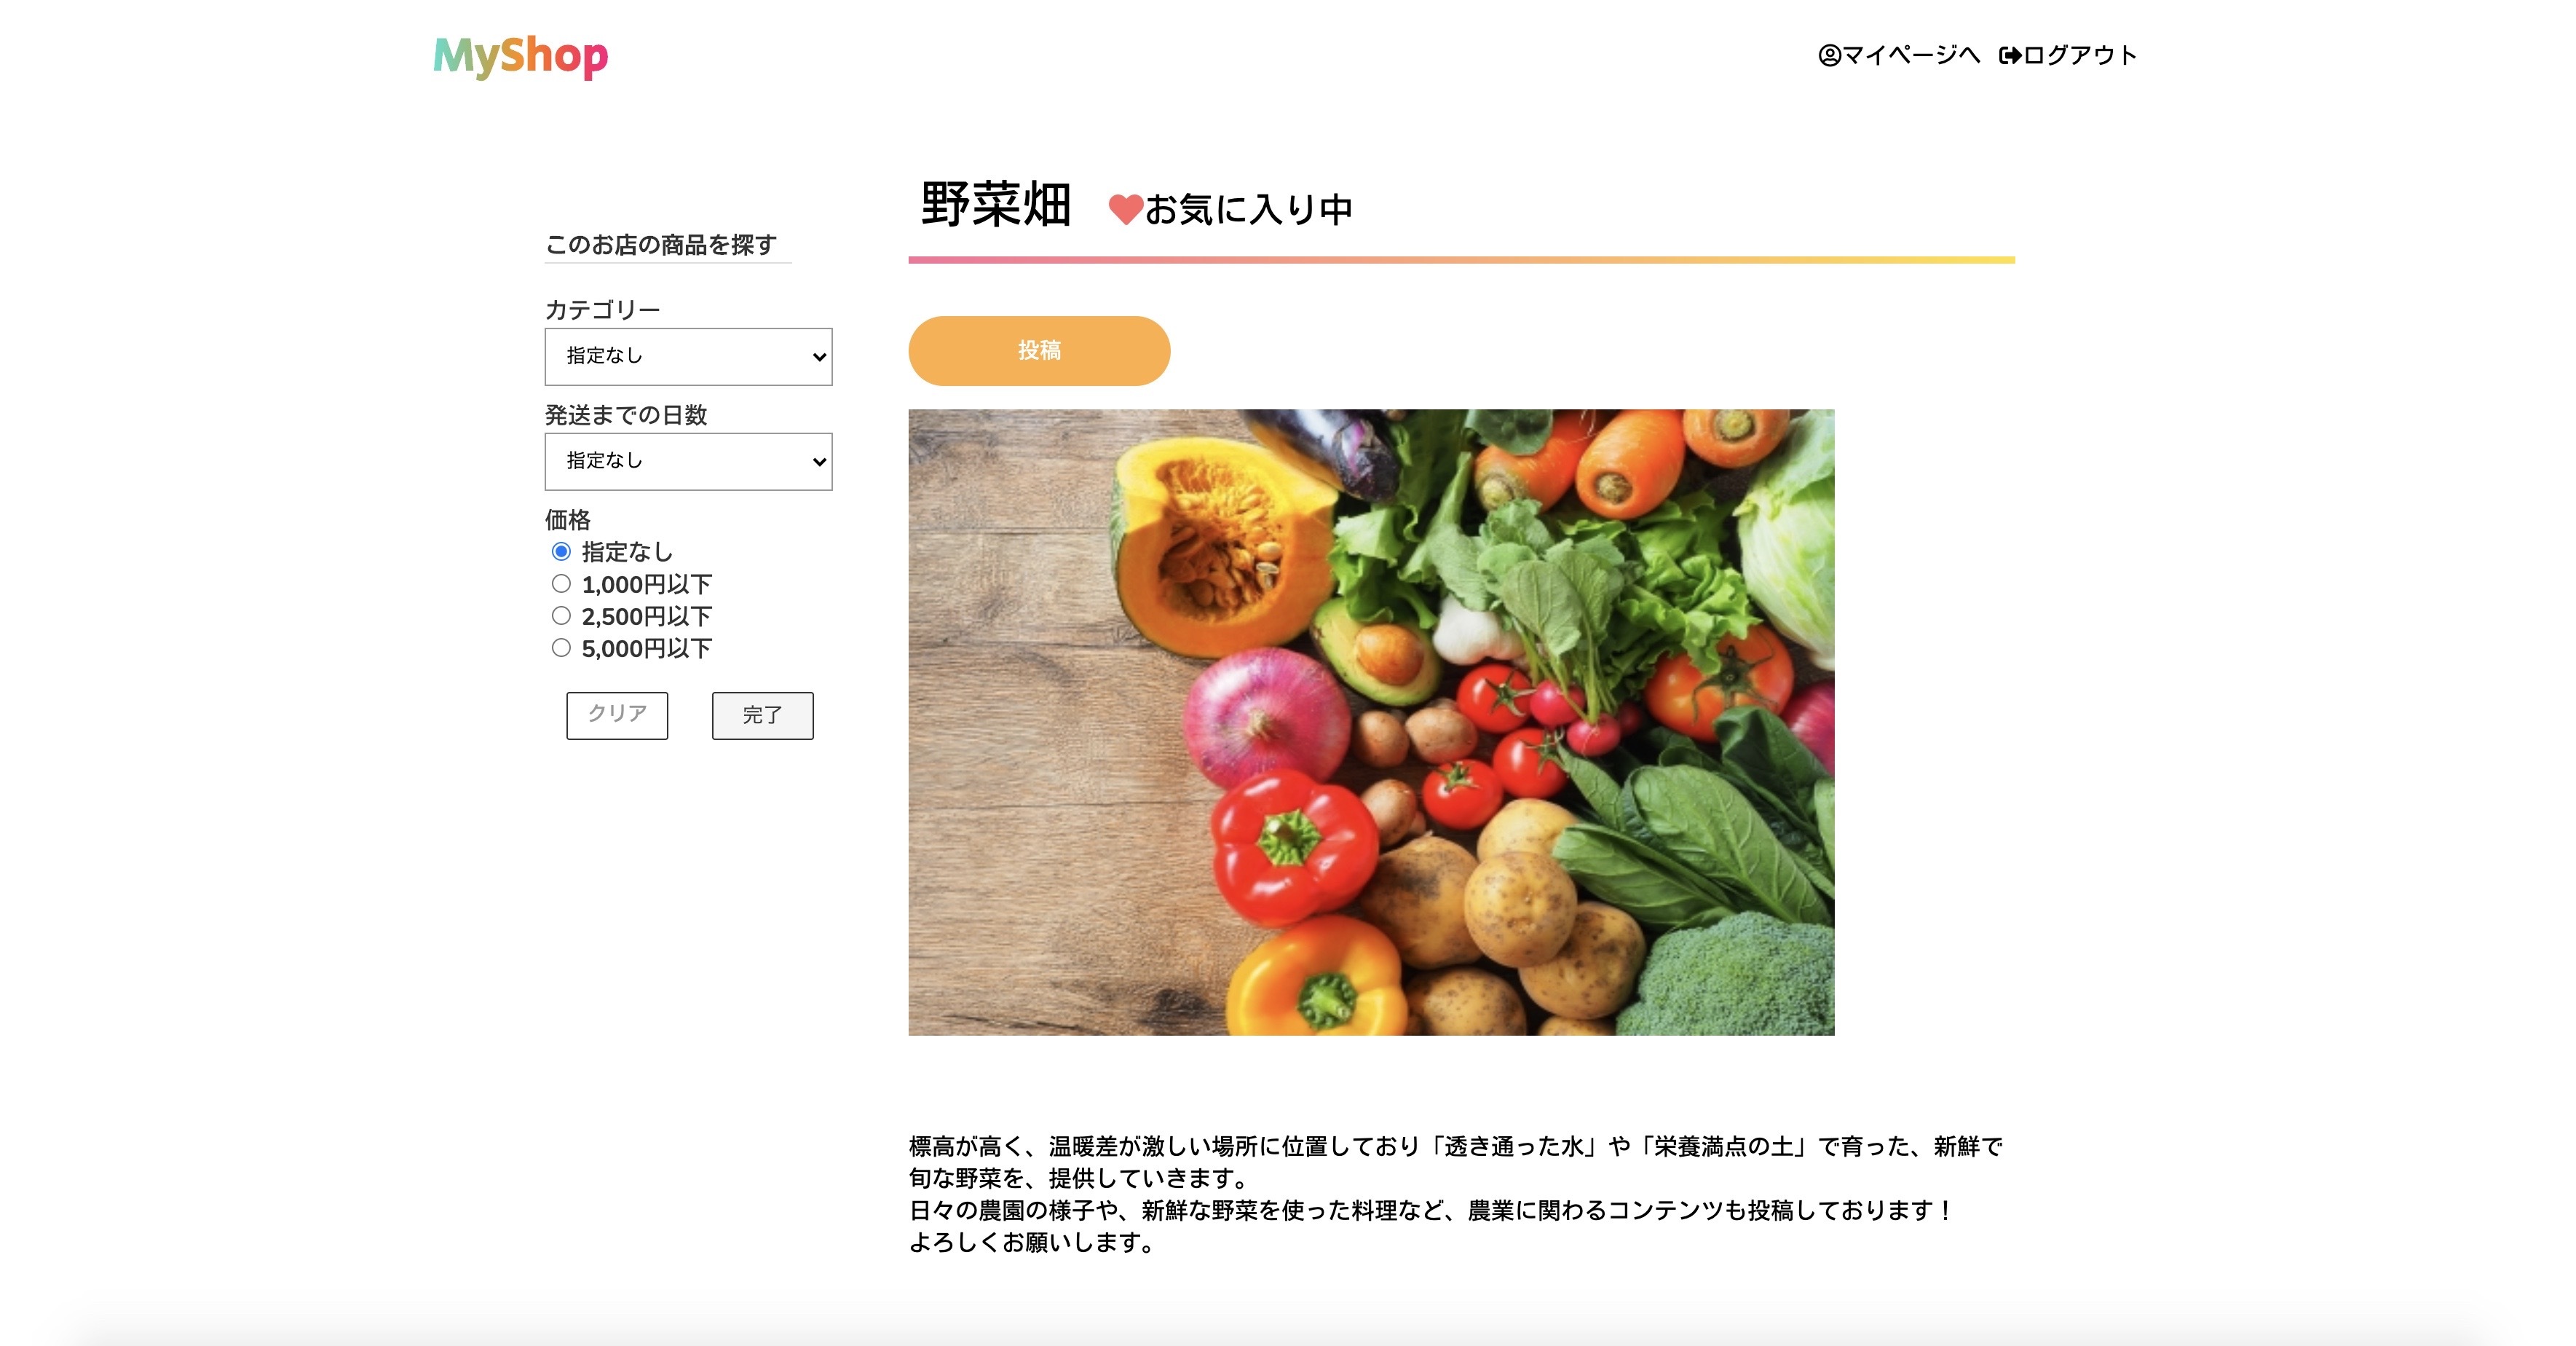 MyShop
マイページへ ログアウト
野菜畑 お気に入り中
このお店の商品を探す
カテゴリー
指定なし
発送までの日数
指定なし
価格
指定なし
1,000円以下
2,500円以下
5,000円以下
クリア 完了
投稿
標高が高く、温暖差が激しい場所に位置しており「透き通った水」や「栄養満点の土」で育った、新鮮で
旬な野菜を、提供していきます。
日々の農園の様子や、新鮮な野菜を使った料理など、農業に関わるコンテンツも投稿しております！
よろしくお願いします。